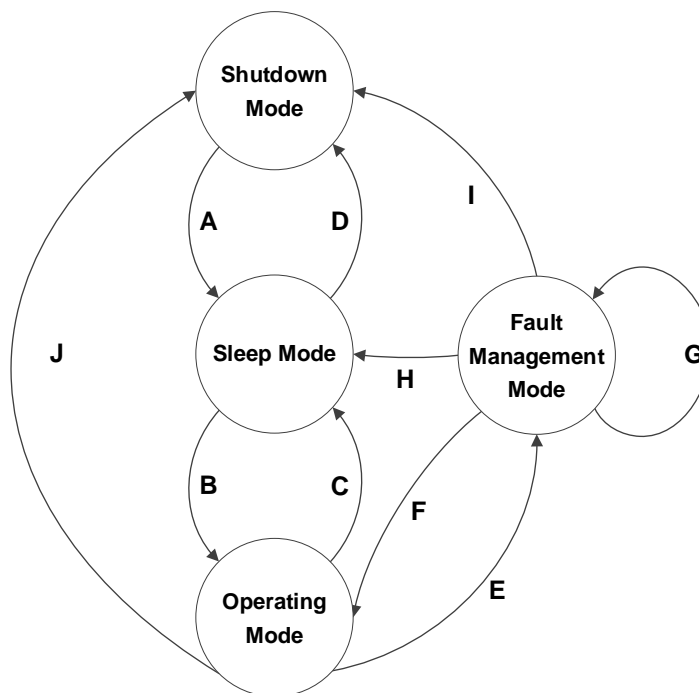 Shutdown
Mode
I
A
D
Fault
Management
Mode
J
Sleep Mode
G
H
B
C
F
Operating
Mode
E